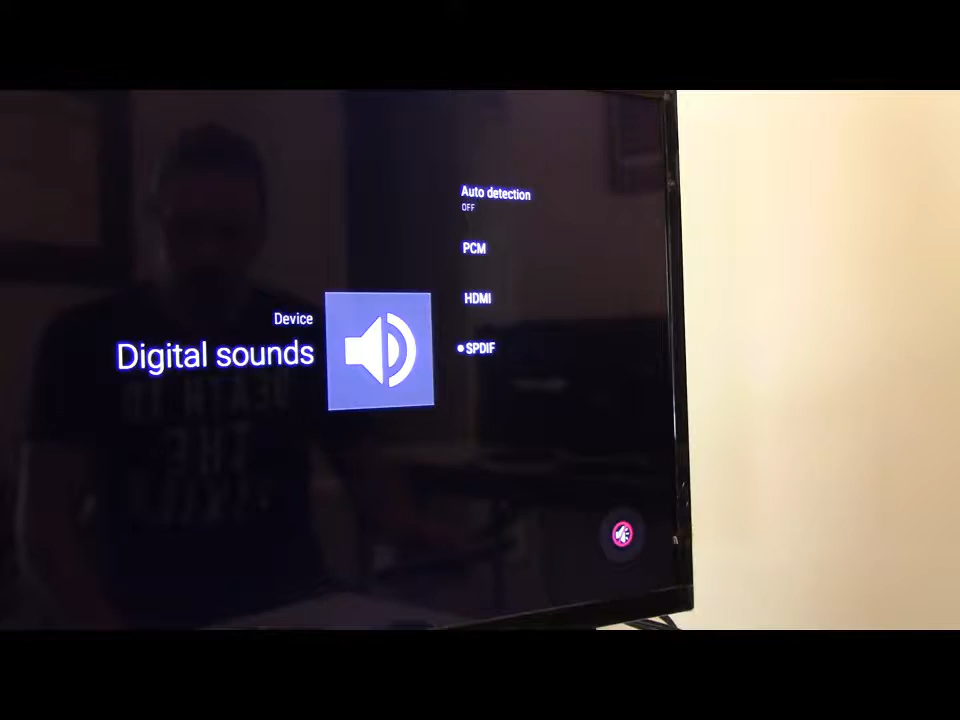 Auto detection
OFF
PCM
HDMI
SPDIF
Device
Digital sounds